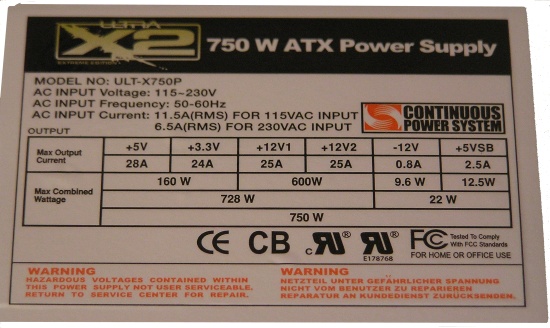 ULTRA
X2
EXTREME EDITION
750 W ATX Power Supply
MODEL NO: ULT-X750P
AC INPUT Voltage: 115~230V
AC INPUT Frequency: 50-60Hz
AC INPUT Current: 11.5A(RMS) FOR 115VAC INPUT
6.5A(RMS) FOR 230VAC INPUT
CONTINUOUS
POWER SYSTEM
OUTPUT
Max Output Current +5V +3.3V +12V1 +12V2 -12V +5VSB
28A 24A 25A 25A 0.8A 2.5A
Max Combined Wattage 160 W 600W 9.6 W 12.5W
728 W 22 W
750 W
CE CB c RU US RU FC Tested To Comply
With FCC Standards
E178768 FOR HOME OR OFFICE USE
WARNING
HAZARDOUS VOLTAGES CONTAINED WITHIN
THIS POWER SUPPLY NOT USER SERVICEABLE.
RETURN TO SERVICE CENTER FOR REPAIR.
WARNING
NETZTEIL UNTER GEFÄHRLICHER SPANNUNG
NICHT VOM BENUTZER ZU REPARIEREN
REPARATUR AN KUNDEDIENST ZURÜCKSENDEN.